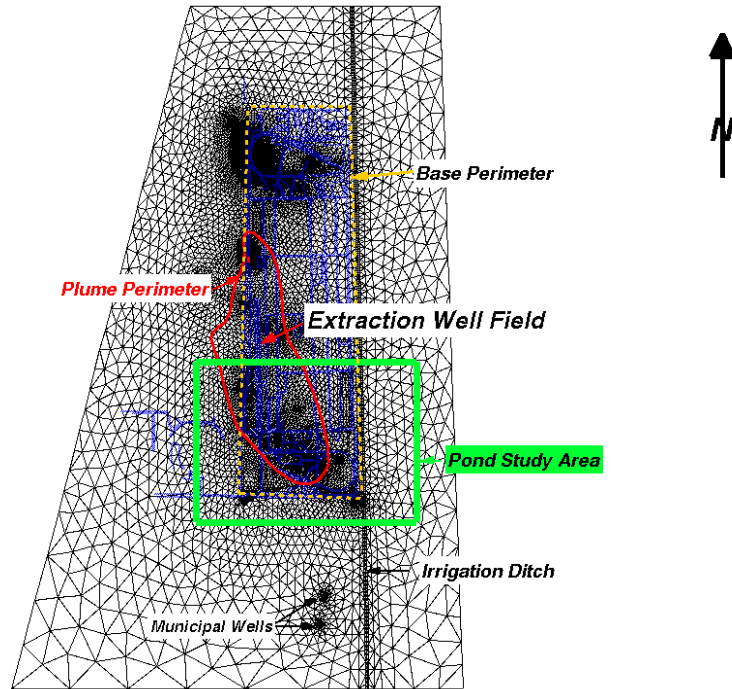 N
Base Perimeter
Plume Perimeter
Extraction Well Field
Pond Study Area
Irrigation Ditch
Municipal Wells